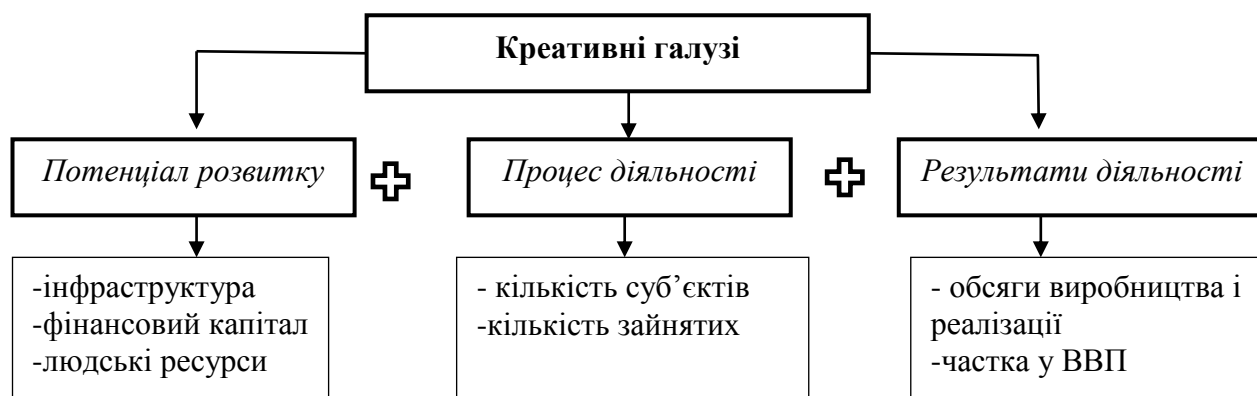 Креативні галузі
Потенціал розвитку
Процес діяльності
Результати діяльності
-інфраструктура
-фінансовий капітал
-людські ресурси
- кількість суб’єктів
-кількість зайнятих
- обсяги виробництва і
реалізації
-частка у ВВП